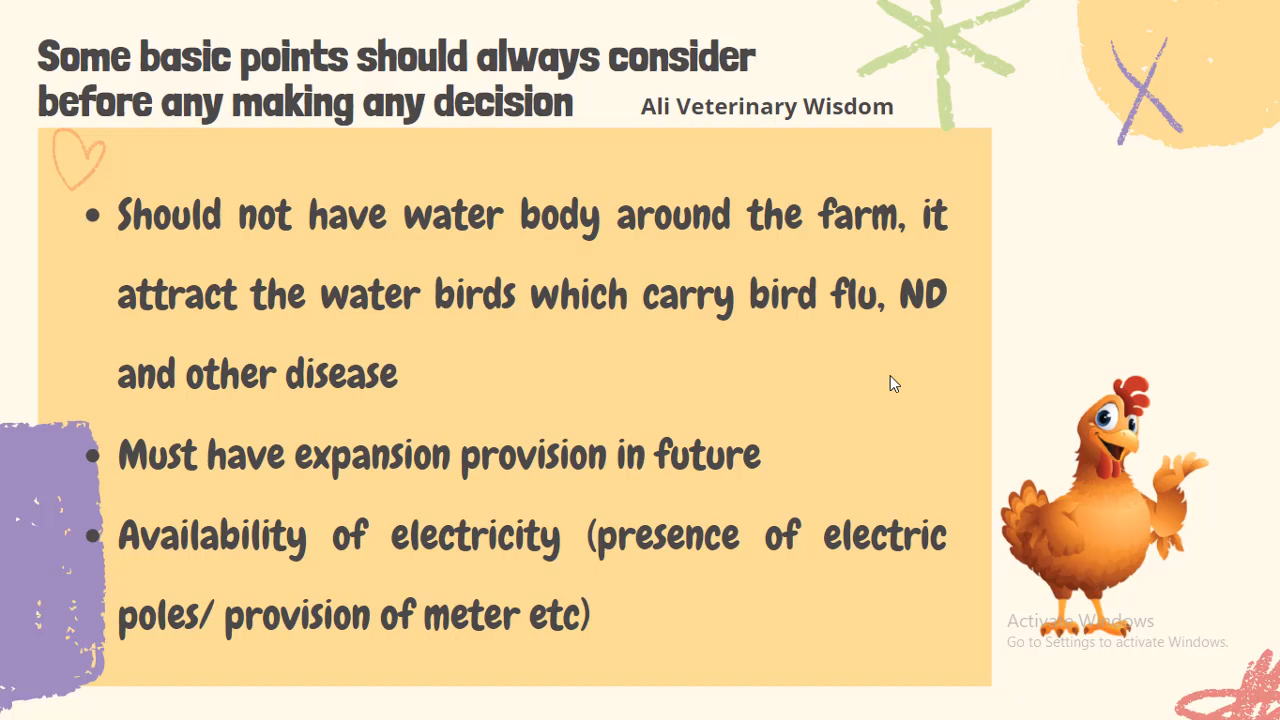 Some basic points should always consider
before any making any decision
Ali Veterinary Wisdom
• Should not have water body around the farm, it
attract the water birds which carry bird flu, ND
and other disease
• Must have expansion provision in future
• Availability of electricity (presence of electric
poles/ provision of meter etc)
Activate Windows
Go to Settings to activate Windows.